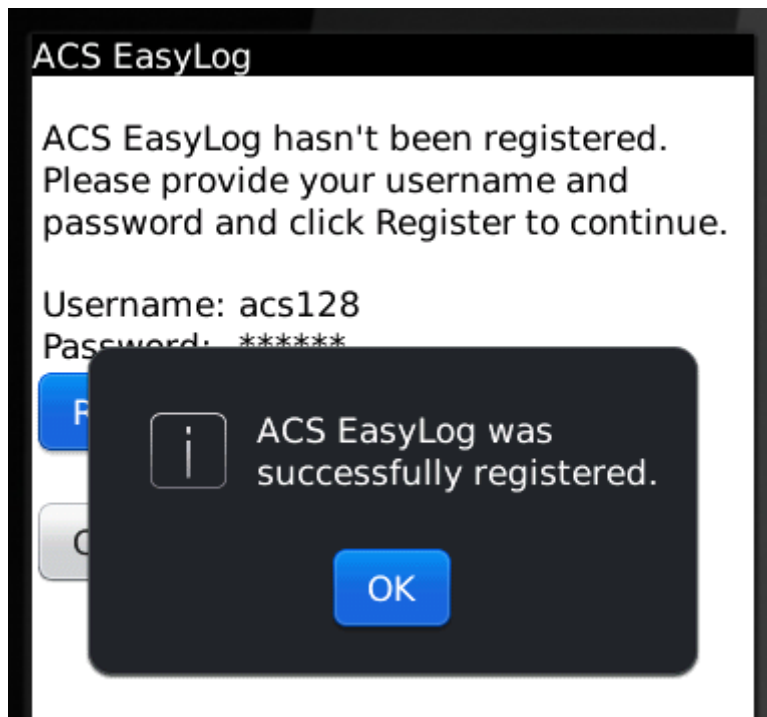 ACS EasyLog
ACS EasyLog hasn't been registered.
Please provide your username and
password and click Register to continue.
Username: acs128
Password: ******
R
ACS EasyLog was
successfully registered.
C
OK